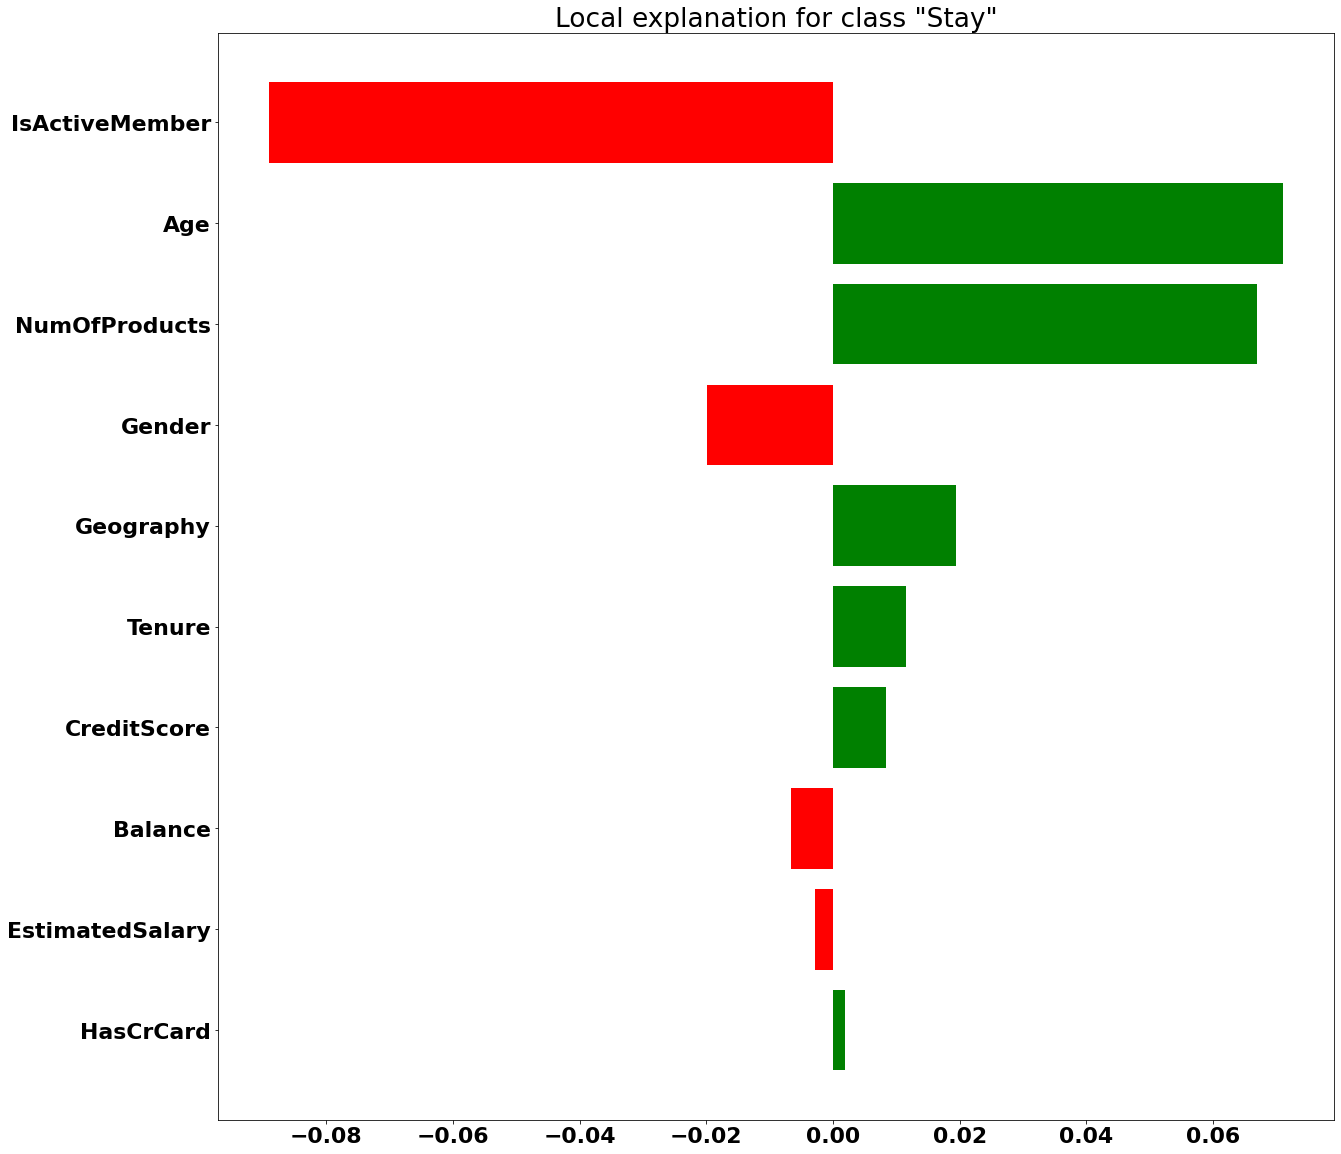 Local explanation for class "Stay"
IsActiveMember
Age
NumOfProducts
Gender
Geography
Tenure
CreditScore
Balance
EstimatedSalary
HasCrCard
−0.08 −0.06 −0.04 −0.02 0.00 0.02 0.04 0.06